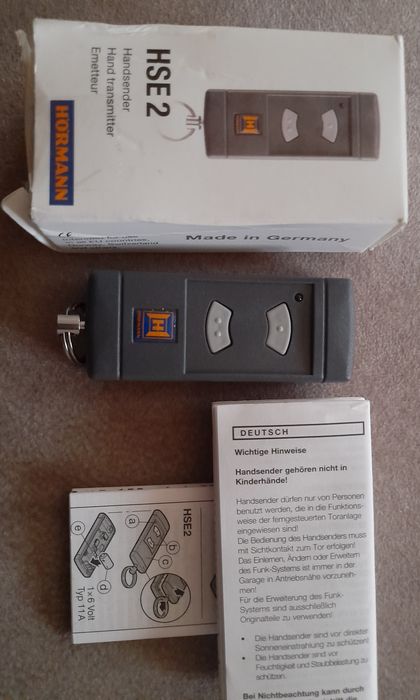 HSE 2
Handsender
Hand transmitter
Emetteur
HÖRMANN
Made in Germany
H
HÖRMANN
HSE2
a
b
c
d
e
1x 6 Volt
Typ 11A
DEUTSCH
Wichtige Hinweise
Handsender gehören nicht in
Kinderhände!
Handsender dürfen nur von Personen
benutzt werden, die in die Funktions-
weise der ferngesteuerten Toranlage
eingewiesen sind!
Die Bedienung des Handsenders muss
mit Sichtkontakt zum Tor erfolgen!
Das Einlernen, Ändern oder Erweitern
des Funk-Systems ist immer in der
Garage in Antriebsnähe vorzuneh-
men!
Für die Erweiterung des Funk-
Systems sind ausschließlich
Originalteile zu verwenden!
• Die Handsender sind vor direkter
Sonneneinstrahlung zu schützen!
• Die Handsender sind vor
Feuchtigkeit und Staubbelastung zu
schützen.
Bei Nichtbeachtung kann durch